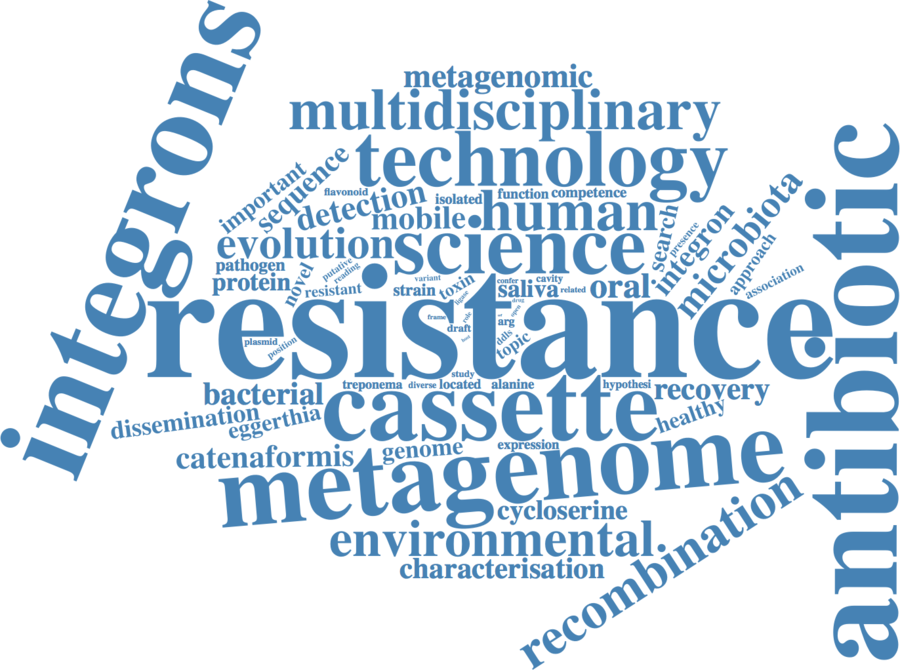 integrons
metagenomic
multidisciplinary
technology
important
sequence
flavonoid
detection
isolated
function
competence
mobile
human
evolution
science
search
presence
integron
microbiota
approach
association
antibiotic
pathogen
protein
novel
putative
reading
resistant
variant
strain
toxin
ligase
confer
cavity
saliva
related
oral
drug
open
resistance
frame
role
draft
food
arg
ddls
topic
plasmid
position
study
bacterial
treponema
diverse
located
alanine
hypothesi
recovery
cassette
dissemination
eggerthia
healthy
catenaformis
genome
expression
metagenome
cycloserine
recombination
environmental
characterisation